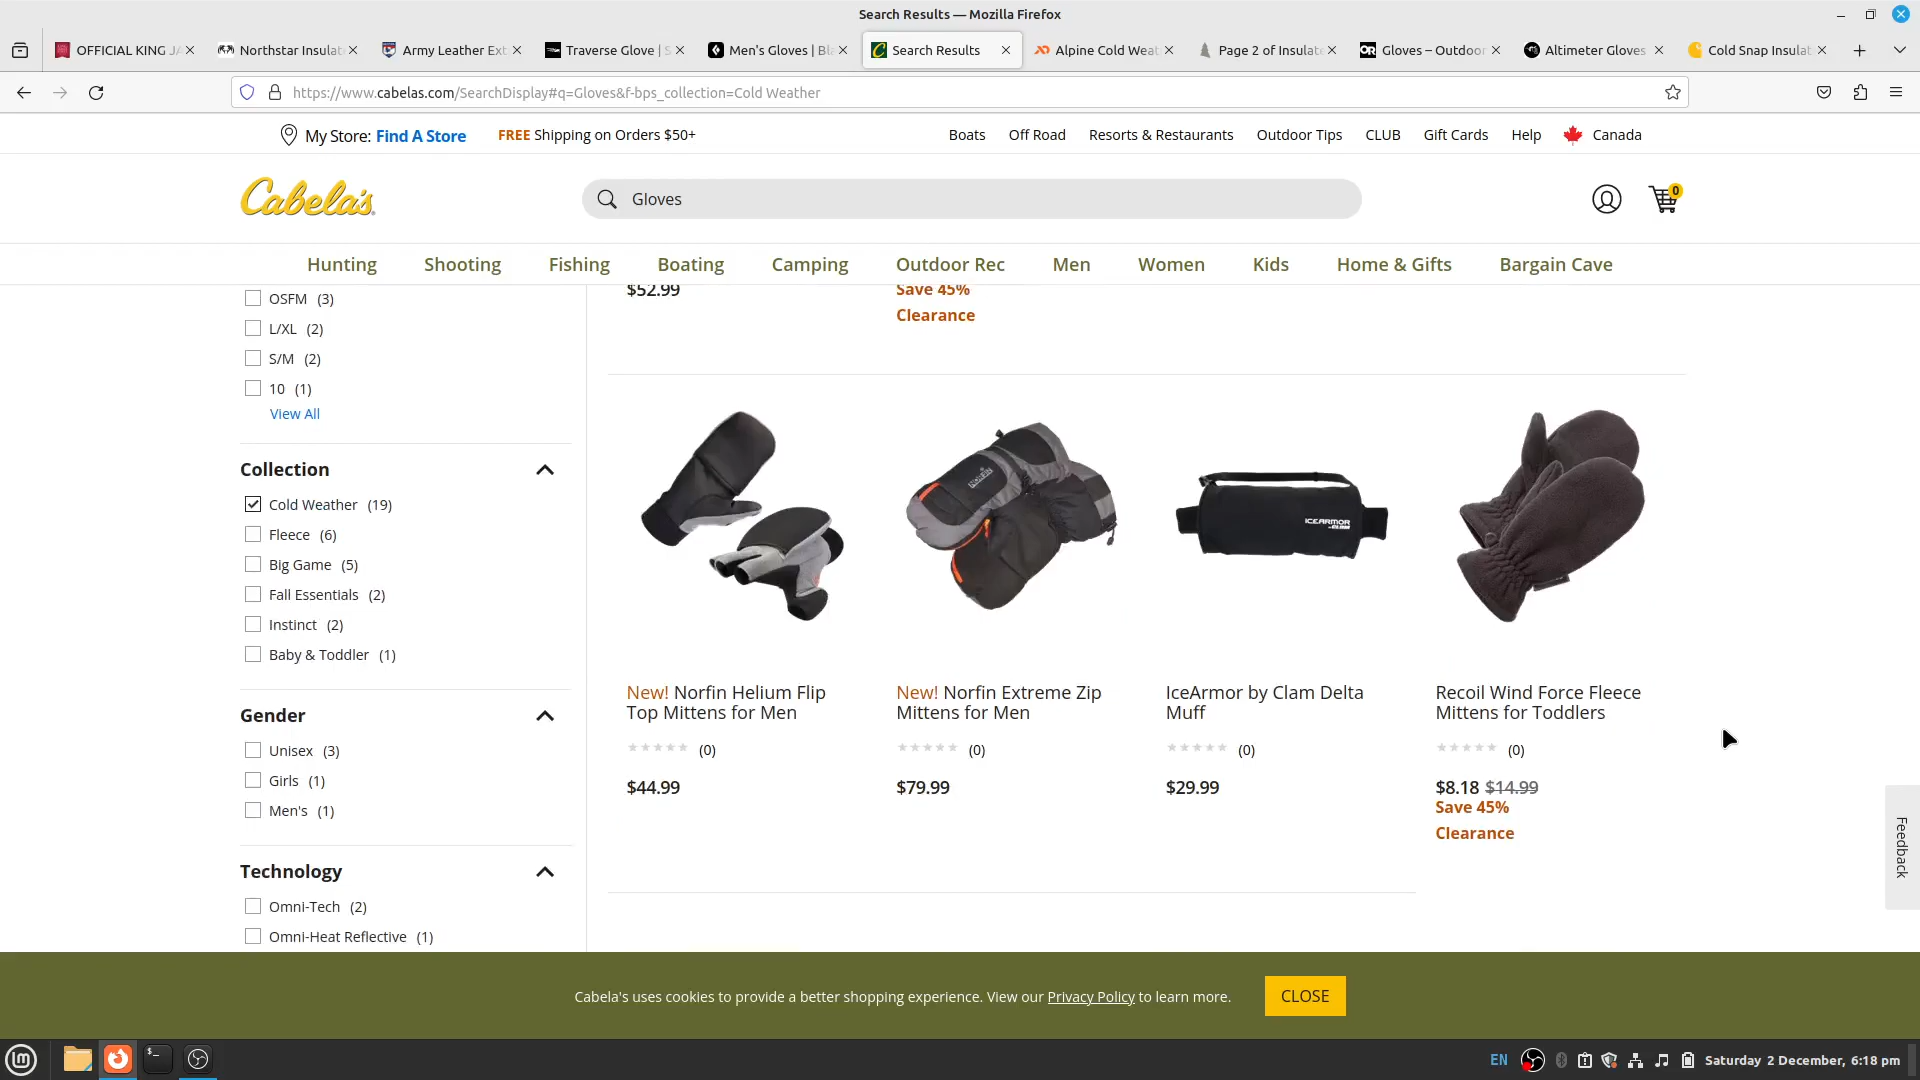 Search Results — Mozilla Firefox
OFFICIAL KING JA
Northstar Insulat
Army Leather Ext
Traverse Glove | S
Men's Gloves | Bla
Search Results
Alpine Cold Weat
Page 2 of Insulat
Gloves – Outdoor
Altimeter Gloves
Cold Snap Insulat
https://www.cabelas.com/SearchDisplay#q=Gloves&f-bps_collection=Cold Weather
My Store: Find A Store
FREE Shipping on Orders $50+
Boats
Off Road
Resorts & Restaurants
Outdoor Tips
CLUB
Gift Cards
Help
Canada
Cabela's
Gloves
0
Hunting
Shooting
Fishing
Boating
Camping
Outdoor Rec
Men
Women
Kids
Home & Gifts
Bargain Cave
OSFM (3)
L/XL (2)
S/M (2)
10 (1)
View All
Collection
Cold Weather (19)
Fleece (6)
Big Game (5)
Fall Essentials (2)
Instinct (2)
Baby & Toddler (1)
Gender
Unisex (3)
Girls (1)
Men's (1)
Technology
Omni-Tech (2)
Omni-Heat Reflective (1)
$52.99
Save 45%
Clearance
ICEARMOR
New! Norfin Helium Flip
Top Mittens for Men
(0)
$44.99
New! Norfin Extreme Zip
Mittens for Men
(0)
$79.99
IceArmor by Clam Delta
Muff
(0)
$29.99
Recoil Wind Force Fleece
Mittens for Toddlers
(0)
$8.18 $14.99
Save 45%
Clearance
Feedback
Cabela's uses cookies to provide a better shopping experience. View our Privacy Policy to learn more.
CLOSE
EN
Saturday 2 December, 6:18 pm